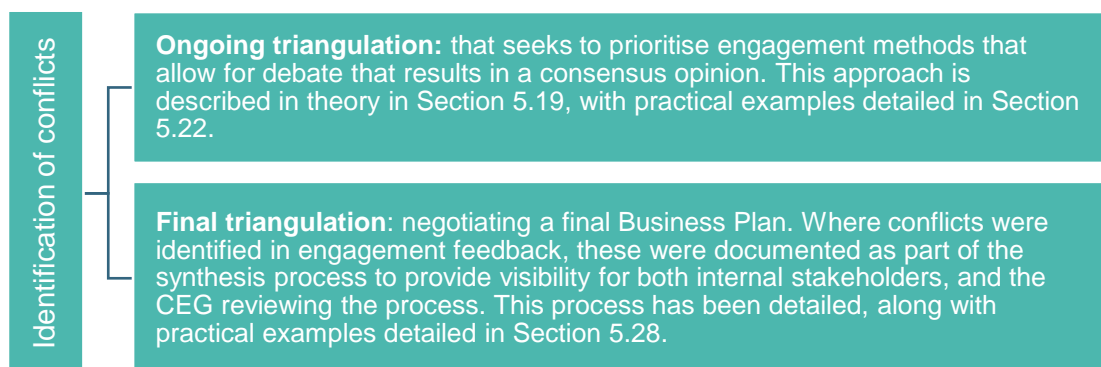 Identification of conflicts
Ongoing triangulation: that seeks to prioritise engagement methods that
allow for debate that results in a consensus opinion. This approach is
described in theory in Section 5.19, with practical examples detailed in Section
5.22.
Final triangulation: negotiating a final Business Plan. Where conflicts were
identified in engagement feedback, these were documented as part of the
synthesis process to provide visibility for both internal stakeholders, and the
CEG reviewing the process. This process has been detailed, along with
practical examples detailed in Section 5.28.